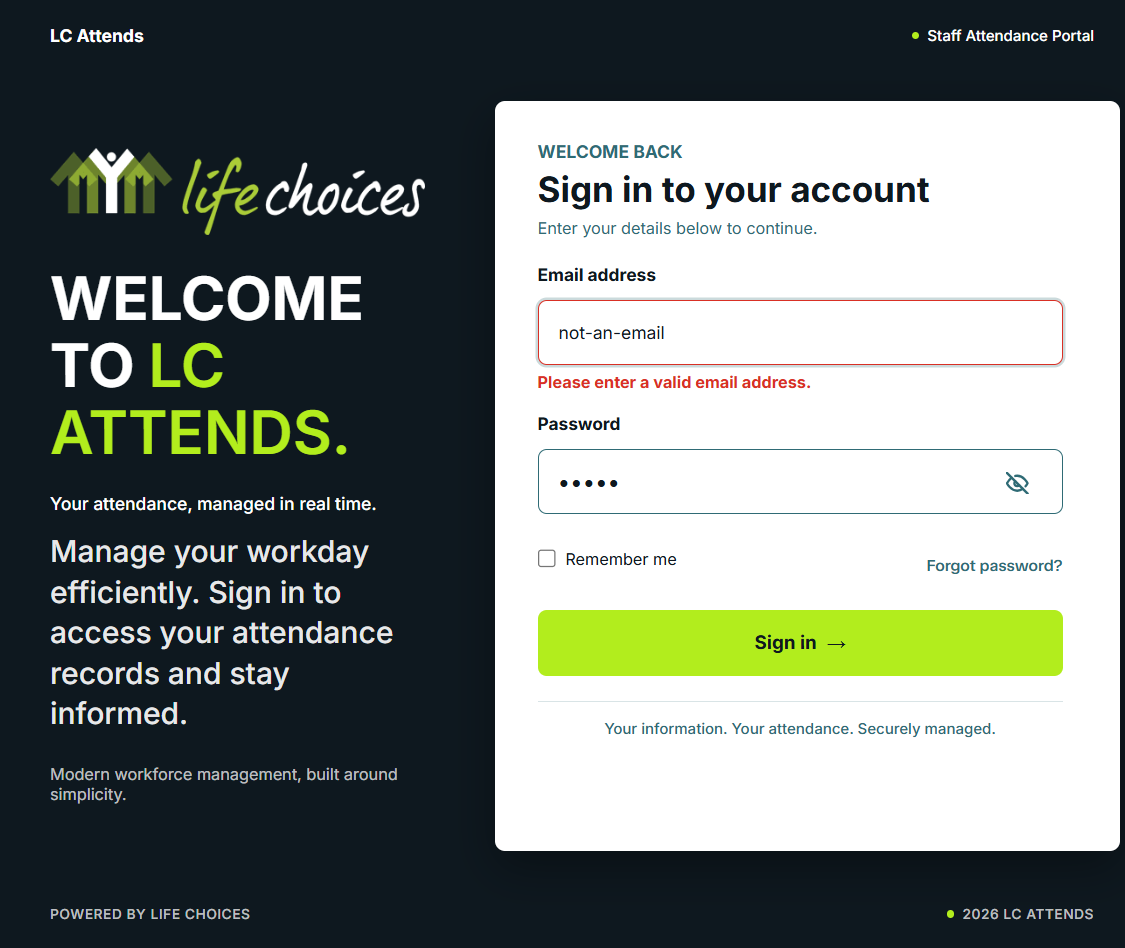 LC Attends
Staff Attendance Portal
life choices
WELCOME
TO LC
ATTENDS.
Your attendance, managed in real time.
Manage your workday
efficiently. Sign in to
access your attendance
records and stay
informed.
Modern workforce management, built around
simplicity.
WELCOME BACK
Sign in to your account
Enter your details below to continue.
Email address
not-an-email
Please enter a valid email address.
Password
•••••
Remember me
Forgot password?
Sign in →
Your information. Your attendance. Securely managed.
POWERED BY LIFE CHOICES
2026 LC ATTENDS